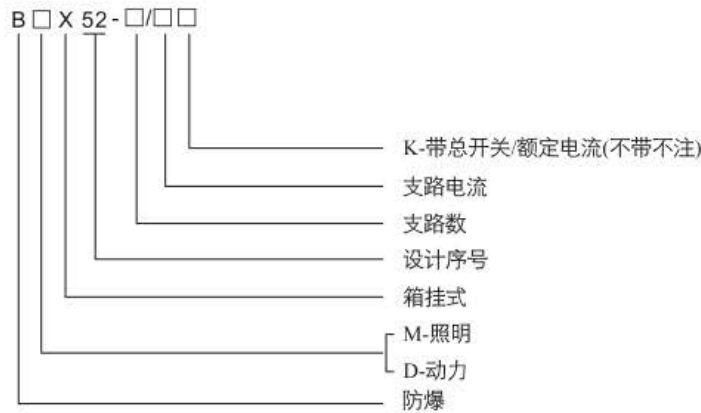 B□X52-□/□□
K-带总开关/额定电流(不带不注)
支路电流
支路数
设计序号
箱挂式
M-照明
D-动力
防爆